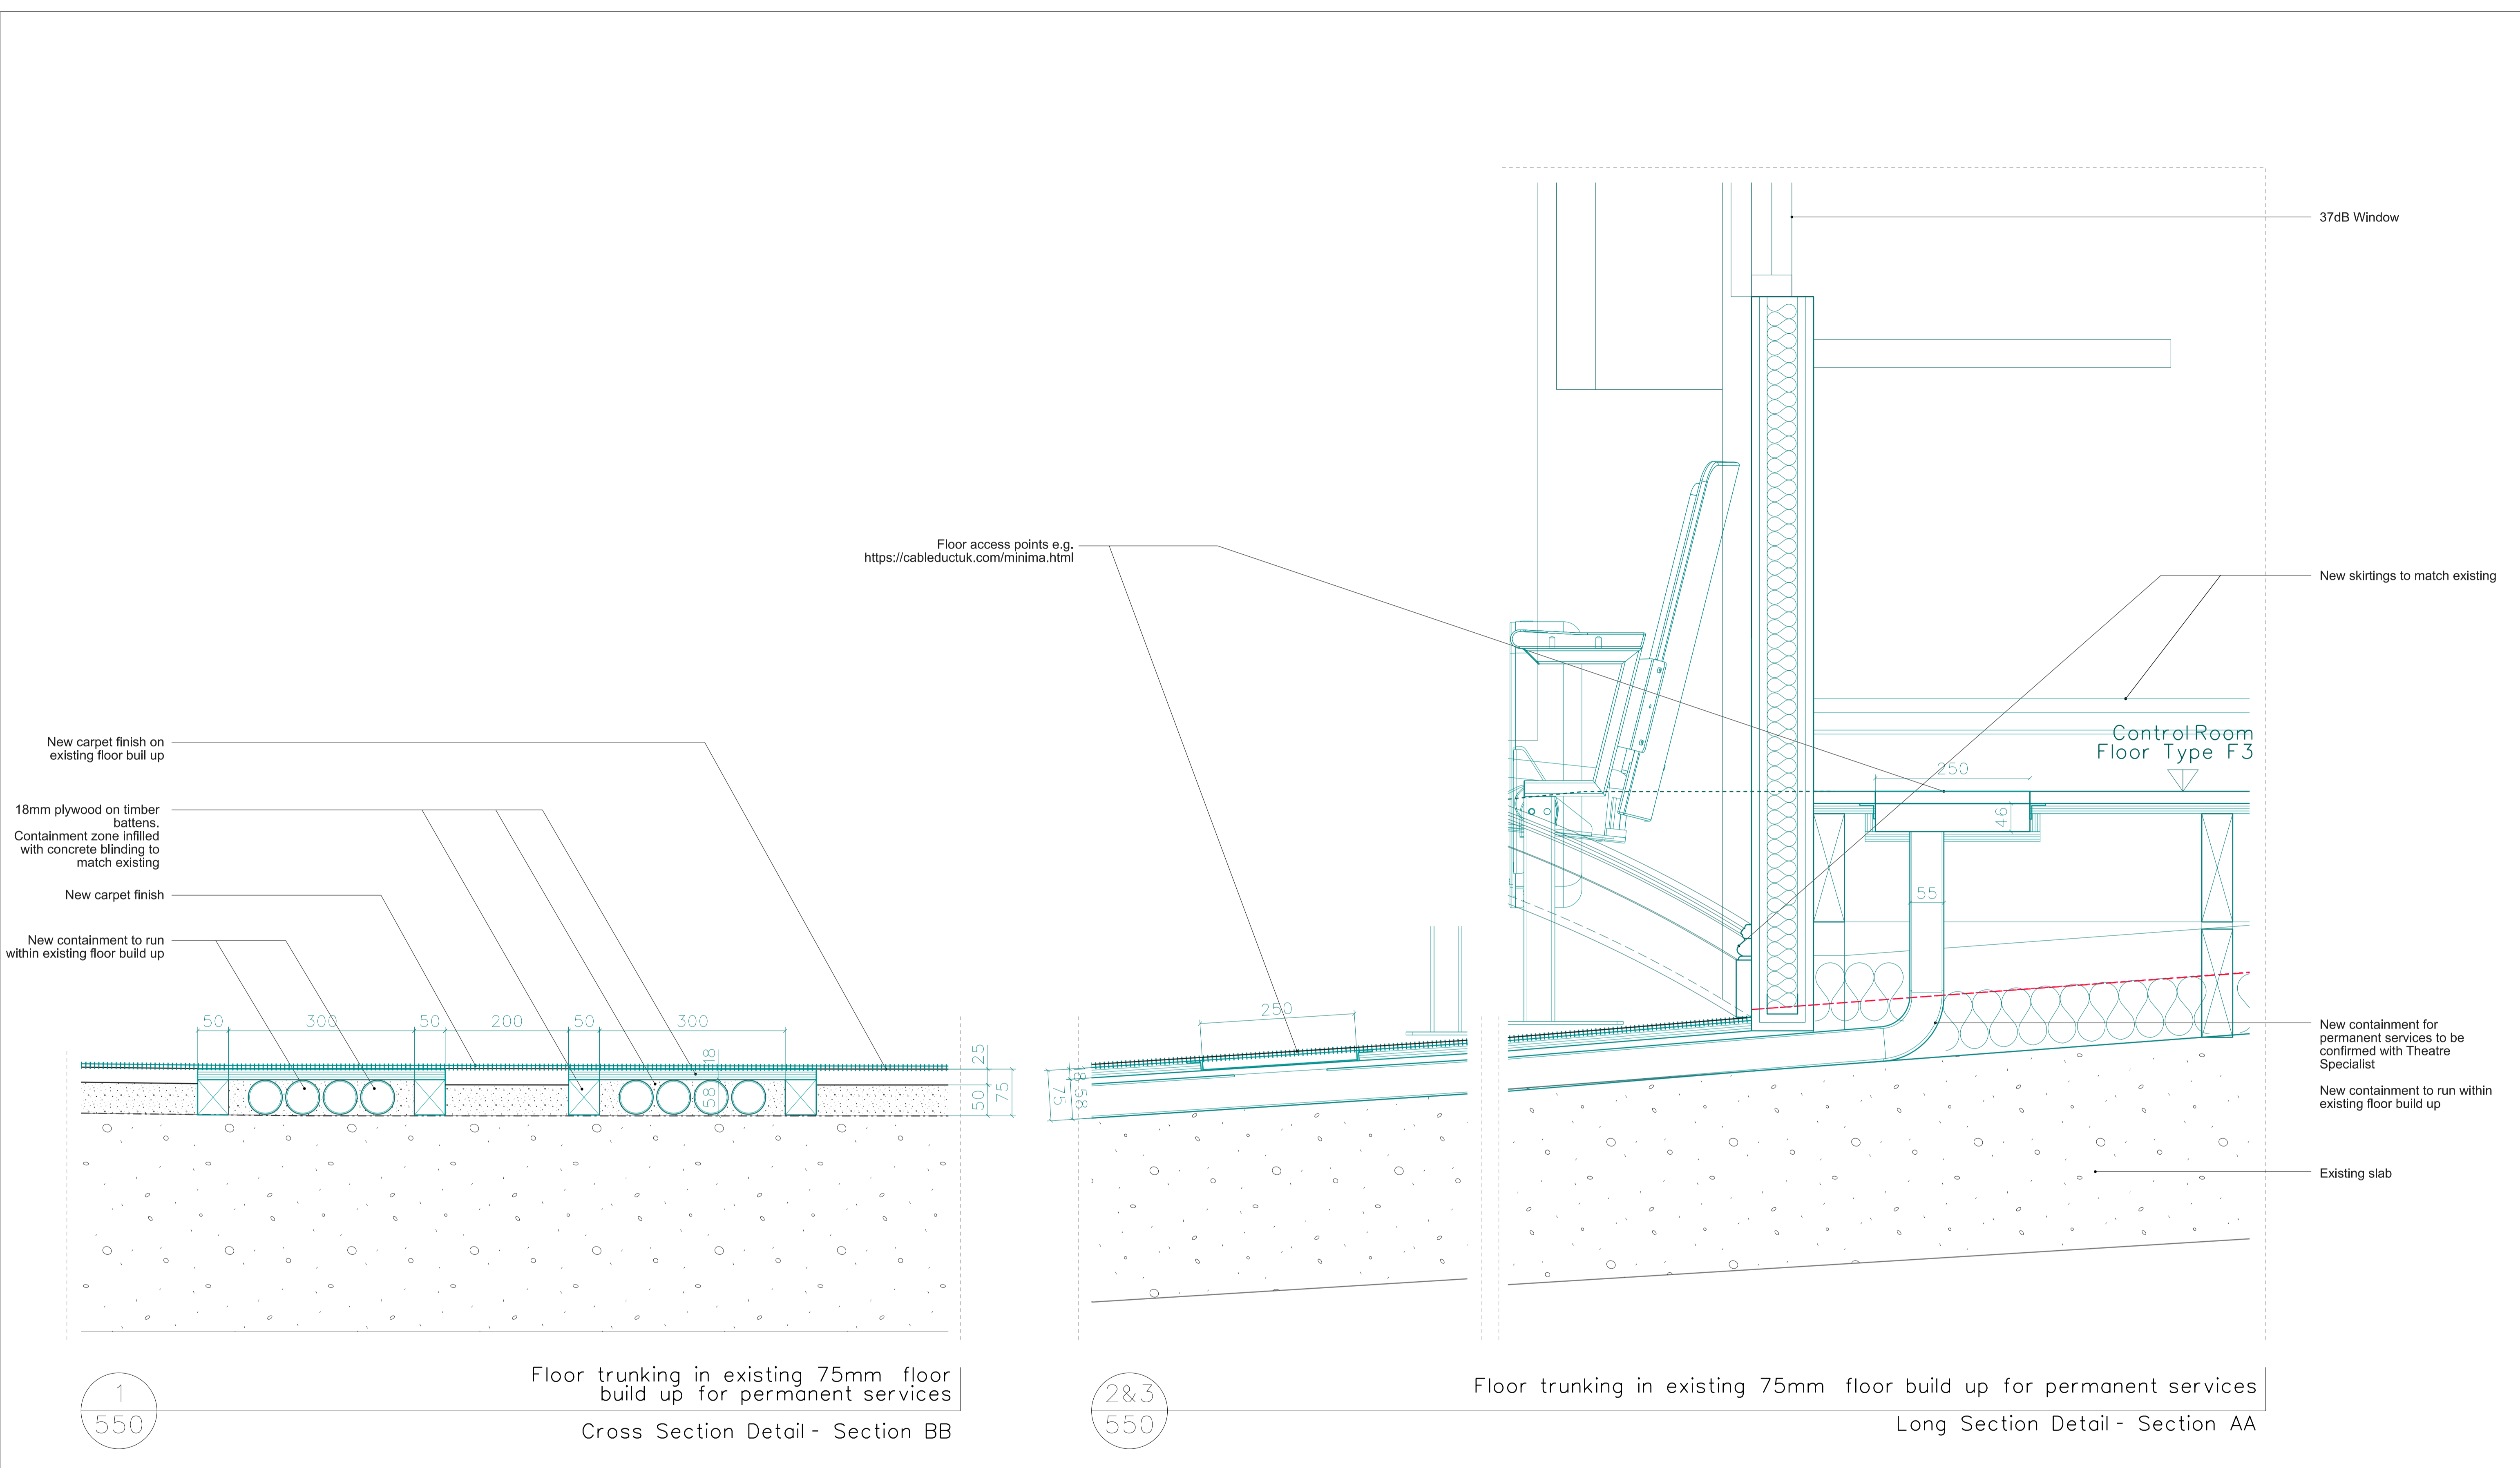 37dB Window
Floor access points e.g.
https://cableductuk.com/minima.html
New skirtings to match existing
New carpet finish on
existing floor buil up
18mm plywood on timber
battens.
Containment zone infilled
with concrete blinding to
match existing
New carpet finish
New containment to run
within existing floor build up
50
300
50
200
50
300
18
58
25
50
75
250
18
58
75
Control Room
Floor Type F3
250
46
55
New containment for
permanent services to be
confirmed with Theatre
Specialist
New containment to run within
existing floor build up
Existing slab
1
550
Floor trunking in existing 75mm floor
build up for permanent services
Cross Section Detail - Section BB
2&3
550
Floor trunking in existing 75mm floor build up for permanent services
Long Section Detail - Section AA